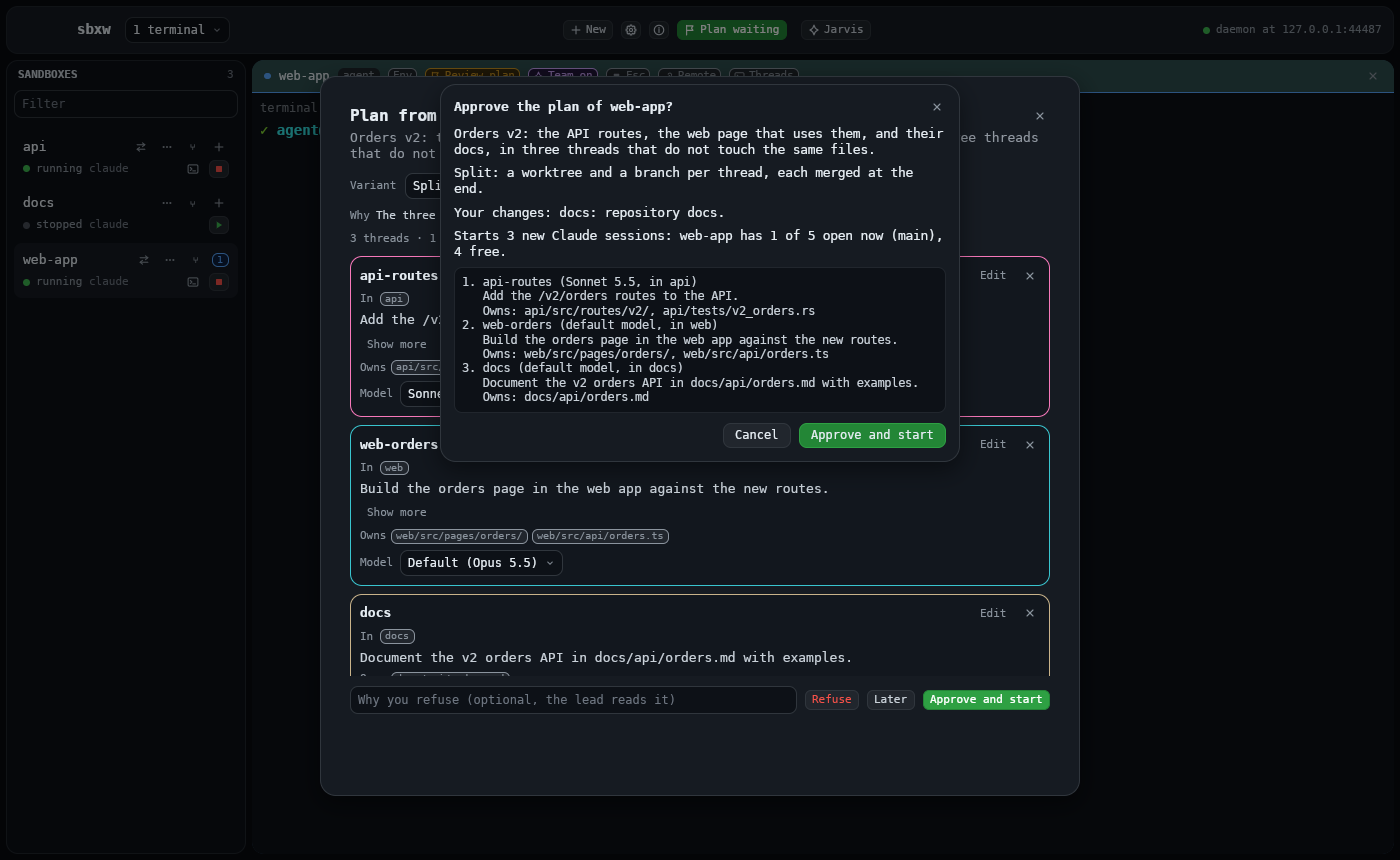 sbxw
1 terminal
New
Plan waiting
Jarvis
daemon at 127.0.0.1:44487
SANDBOXES 3
Filter
api
running claude
docs
stopped claude
web-app 1
running claude
web-app agent Env Review plan Team on Esc Remote Threads
terminal
✓ agent
Plan from
Orders v2: t
ee threads
that do not
Variant Spli
Why The three
3 threads · 1
api-routes Edit
In api
Add the /v2
Show more
Owns api/src/
Model Sonne
Approve the plan of web-app?
Orders v2: the API routes, the web page that uses them, and their
docs, in three threads that do not touch the same files.
Split: a worktree and a branch per thread, each merged at the
end.
Your changes: docs: repository docs.
Starts 3 new Claude sessions: web-app has 1 of 5 open now (main),
4 free.
1. api-routes (Sonnet 5.5, in api)
Add the /v2/orders routes to the API.
Owns: api/src/routes/v2/, api/tests/v2_orders.rs
2. web-orders (default model, in web)
Build the orders page in the web app against the new routes.
Owns: web/src/pages/orders/, web/src/api/orders.ts
3. docs (default model, in docs)
Document the v2 orders API in docs/api/orders.md with examples.
Owns: docs/api/orders.md
Cancel Approve and start
web-orders Edit
In web
Build the orders page in the web app against the new routes.
Show more
Owns web/src/pages/orders/ web/src/api/orders.ts
Model Default (Opus 5.5)
docs Edit
In docs
Document the v2 orders API in docs/api/orders.md with examples.
Why you refuse (optional, the lead reads it) Refuse Later Approve and start